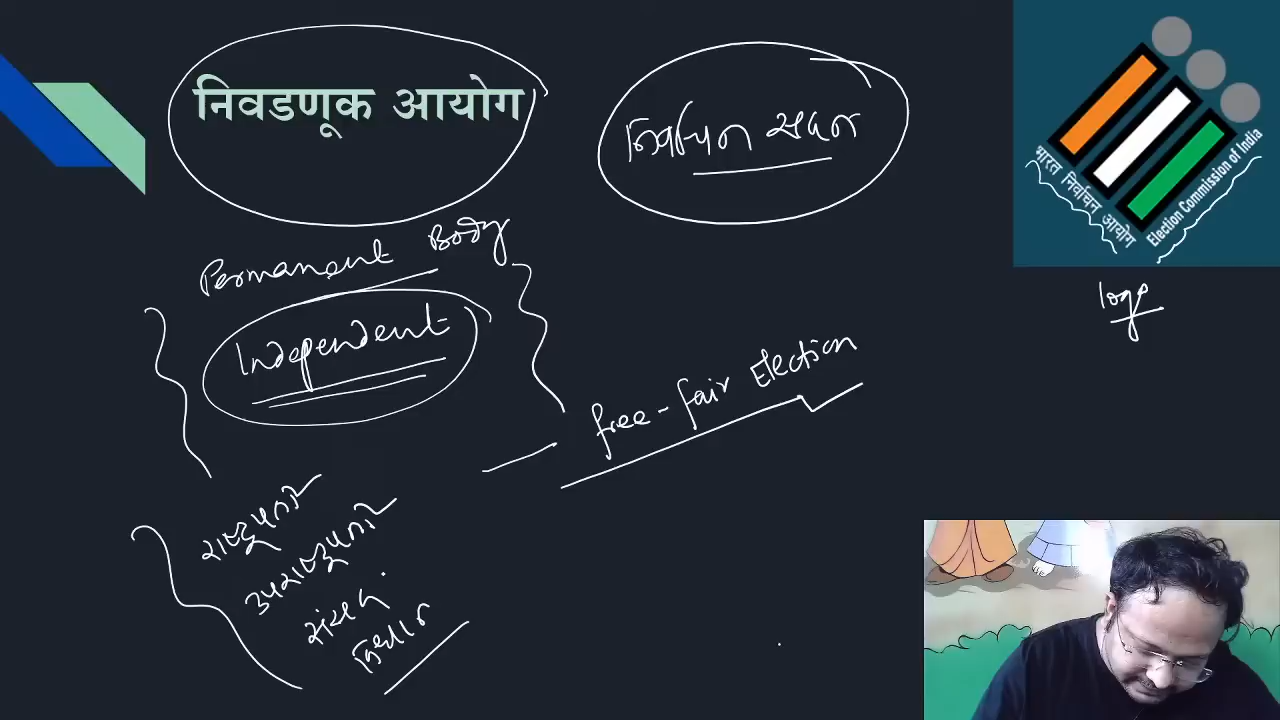 निवडणूक आयोग
निर्वाचन सदन
भारत निर्वाचन आयोग
Election Commission of India
logo
Permanent Body
Independent
free-fair Election
राष्ट्रपती
उपराष्ट्रपती
संसद